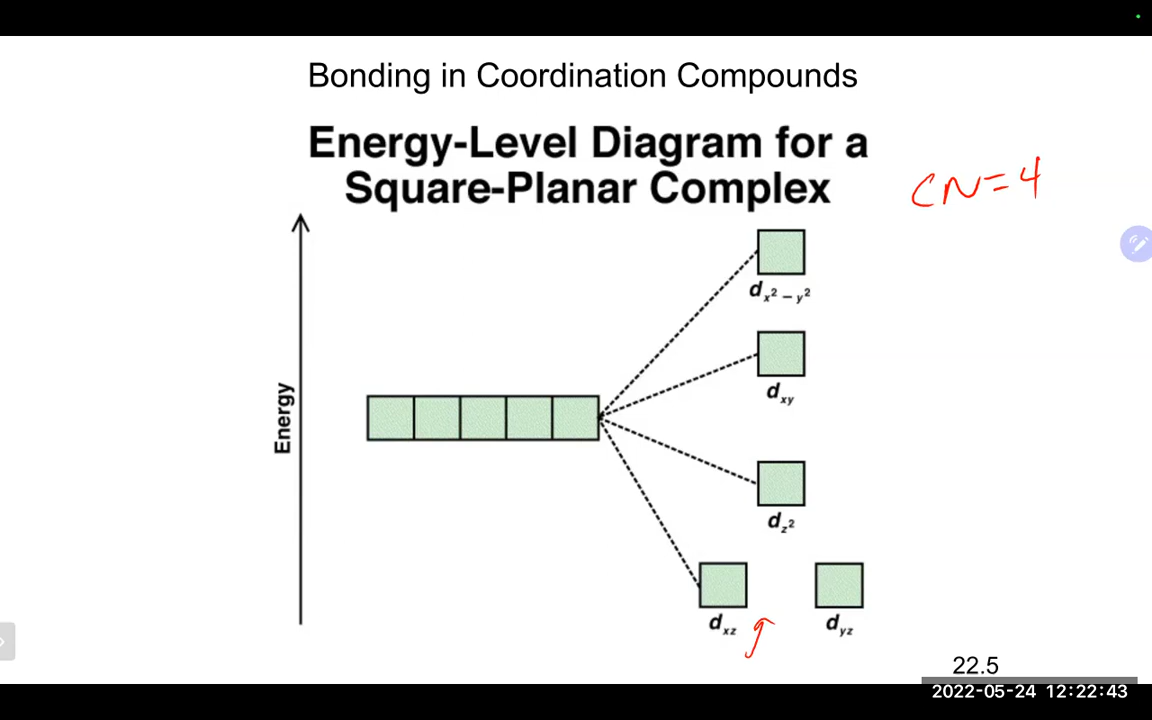 Bonding in Coordination Compounds
Energy-Level Diagram for a
Square-Planar Complex
CN=4
Energy
dx² – y²
dxy
dz²
dxz
dyz
22.5
2022-05-24 12:22:43